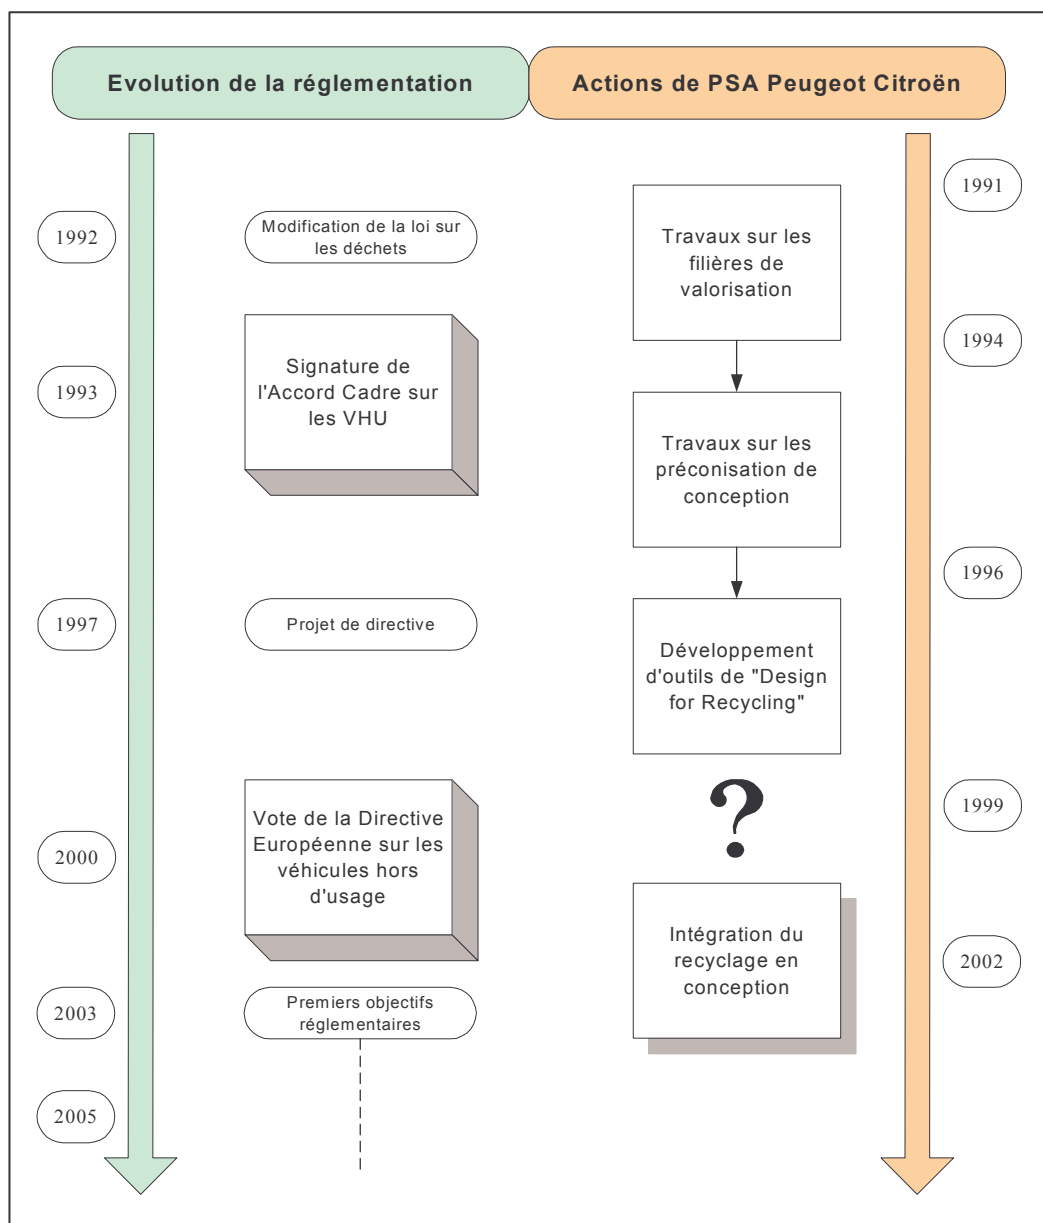 Evolution de la réglementation
Actions de PSA Peugeot Citroën
1992
Modification de la loi sur
les déchets
1993
Signature de
l'Accord Cadre sur
les VHU
1997
Projet de directive
2000
Vote de la Directive
Européenne sur les
véhicules hors
d'usage
2003
Premiers objectifs
réglementaires
2005
1991
Travaux sur les
filières de
valorisation
1994
Travaux sur les
préconisation de
conception
1996
Développement
d'outils de "Design
for Recycling"
?
1999
Intégration du
recyclage en
conception
2002